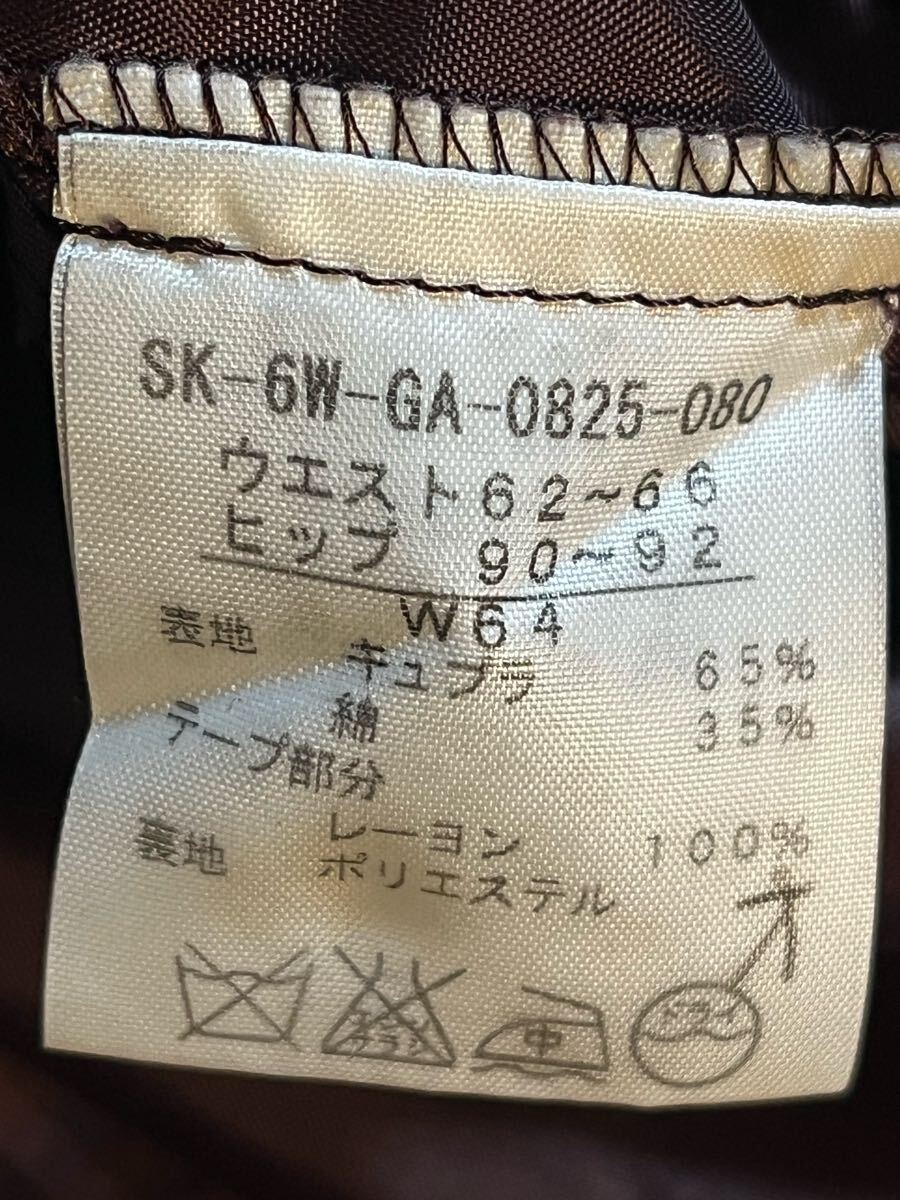 SK-6W-GA-0825-080
ウエスト 62~66
ヒップ 90~92
W64
表地
キュプラ 65%
綿 35%
テープ部分
レーヨン 100%
裏地
ポリエステル
中